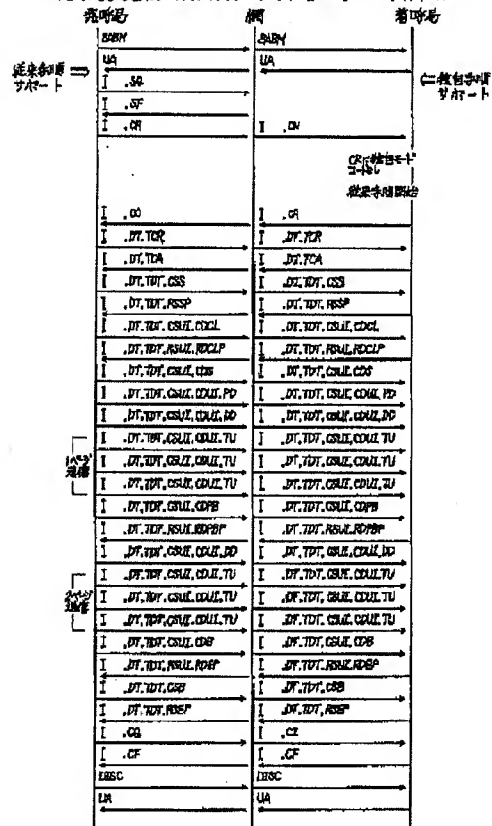 発呼局 網 着呼局
SABM SABM
UA UA
従来手順 サポート
独自手順 サポート
I .SQ
I .SF
I .CR I
CRに独自モード コードなし
従来手順開始
I I
I .DT.TCR I .DT.TCR
I .DT.TCA I .DT.TCA
I .DT.TDT.CSS I .DT.TDT.CSS
I .DT.TDT.RSSP I .DT.TDT.RSSP
I .DT.TDT.CSUI.CDCL I .DT.TDT.CSUI.CDCL
I .DT.TDT.RSUI.RDCLP I .DT.TDT.RSUI.RDCLP
I .DT.TDT.CSUI.CDS I .DT.TDT.CSUI.CDS
I .DT.TDT.CSUI.CDUI.PD I .DT.TDT.CSUI.CDUI.PD
I .DT.TDT.CSUI.CDUI.DD I .DT.TDT.CSUI.CDUI.DD
I .DT.TDT.CSUI.CDUI.TU I .DT.TDT.CSUI.CDUI.TU
1ページ 送信
I .DT.TDT.CSUI.CDUI.TU I .DT.TDT.CSUI.CDUI.TU
I .DT.TDT.CSUI.CDUI.TU I .DT.TDT.CSUI.CDUI.TU
I .DT.TDT.CSUI.CDPB I .DT.TDT.CSUI.CDPB
I .DT.TDT.RSUI.RDPBP I .DT.TDT.RSUI.RDPBP
I .DT.TDT.CSUI.CDUI.DD I .DT.TDT.CSUI.CDUI.DD
I .DT.TDT.CSUI.CDUI.TU I .DT.TDT.CSUI.CDUI.TU
2ページ 送信
I .DT.TDT.CSUI.CDUI.TU I .DT.TDT.CSUI.CDUI.TU
I .DT.TDT.CSUI.CDUI.TU I .DT.TDT.CSUI.CDUI.TU
I .DT.TDT.CSUI.CDE I .DT.TDT.CSUI.CDE
I .DT.TDT.RSUI.RDEP I .DT.TDT.RSUI.RDEP
I .DT.TDT.CSE I .DT.TDT.CSE
I .DT.TDT.RSEP I .DT.TDT.RSEP
I .CQ I
I .CF I .CF
DISC DISC
UA UA